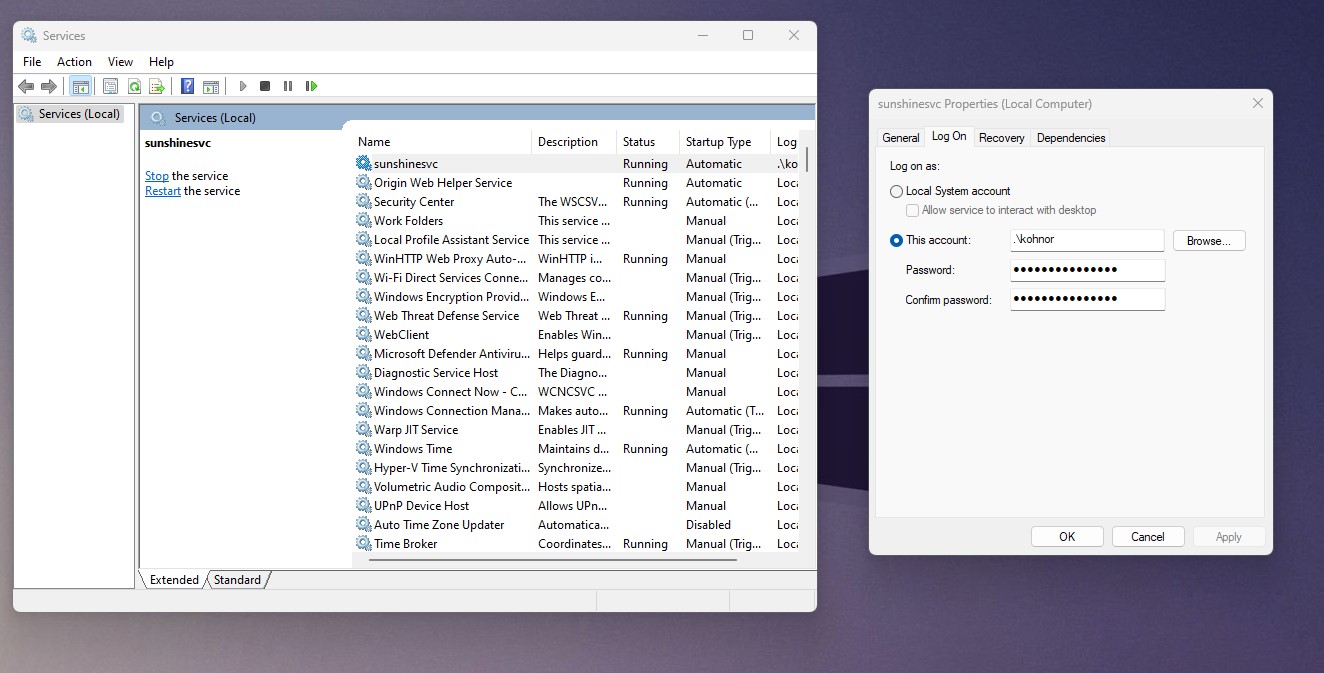 Services
File Action View Help
Services (Local)
Services (Local)
sunshinesvc
Stop the service
Restart the service
Name Description Status Startup Type Log
sunshinesvc Running Automatic .\ko
Origin Web Helper Service Running Automatic Loca
Security Center The WSCSV... Running Automatic (... Loca
Work Folders This service ... Manual Loca
Local Profile Assistant Service This service ... Manual (Trig... Loca
WinHTTP Web Proxy Auto-... WinHTTP i... Running Manual Loca
Wi-Fi Direct Services Conne... Manages co... Manual (Trig... Loca
Windows Encryption Provid... Windows E... Manual (Trig... Loca
Web Threat Defense Service Web Threat ... Running Manual (Trig... Loca
WebClient Enables Win... Manual (Trig... Loca
Microsoft Defender Antiviru... Helps guard... Running Manual Loca
Diagnostic Service Host The Diagno... Manual Loca
Windows Connect Now - C... WCNCSVC ... Manual Loca
Windows Connection Mana... Makes auto... Running Automatic (T... Loca
Warp JIT Service Enables JIT ... Manual (Trig... Loca
Windows Time Maintains d... Running Automatic (... Loca
Hyper-V Time Synchronizati... Synchronize... Manual (Trig... Loca
Volumetric Audio Composit... Hosts spatia... Manual Loca
UPnP Device Host Allows UPn... Manual Loca
Auto Time Zone Updater Automatica... Disabled Loca
Time Broker Coordinates... Running Manual (Trig... Loca
Extended Standard
sunshinesvc Properties (Local Computer)
General Log On Recovery Dependencies
Log on as:
Local System account
Allow service to interact with desktop
This account: .\kohnor Browse...
Password: •••••••••••••••
Confirm password: •••••••••••••••
OK Cancel Apply